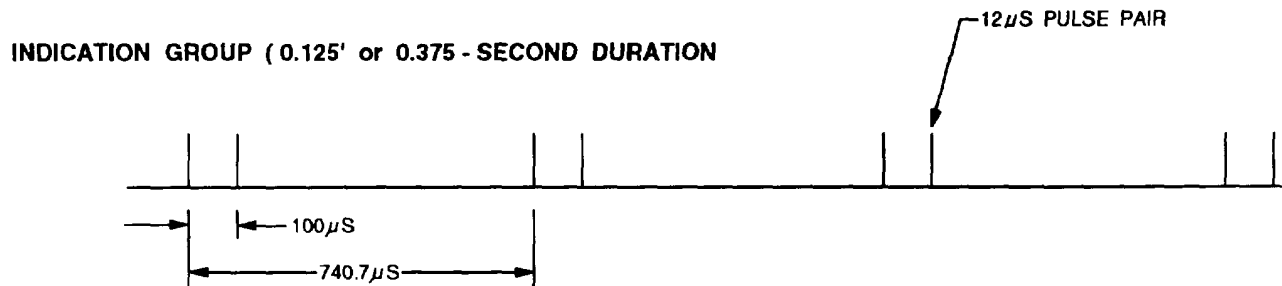 12μS PULSE PAIR
INDICATION GROUP ( 0.125' or 0.375 - SECOND DURATION
100μS
740.7μS